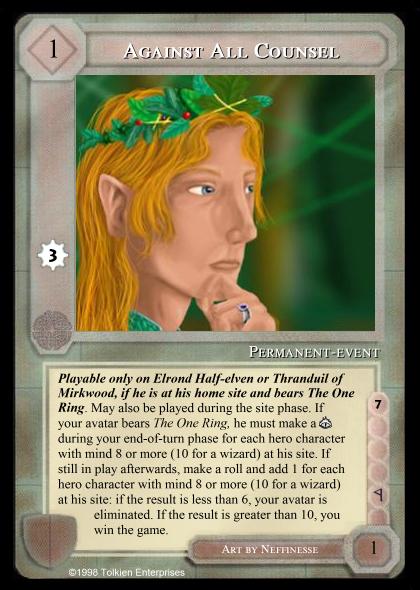 1
AGAINST ALL COUNSEL
3
PERMANENT-EVENT
Playable only on Elrond Half-elven or Thranduil of
Mirkwood, if he is at his home site and bears The One
Ring. May also be played during the site phase. If
your avatar bears The One Ring, he must make a
during your end-of-turn phase for each hero character
with mind 8 or more (10 for a wizard) at his site. If
still in play afterwards, make a roll and add 1 for each
hero character with mind 8 or more (10 for a wizard)
at his site: if the result is less than 6, your avatar is
eliminated. If the result is greater than 10, you
win the game.
7
ART BY NEFFINESSE
1
©1998 Tolkien Enterprises